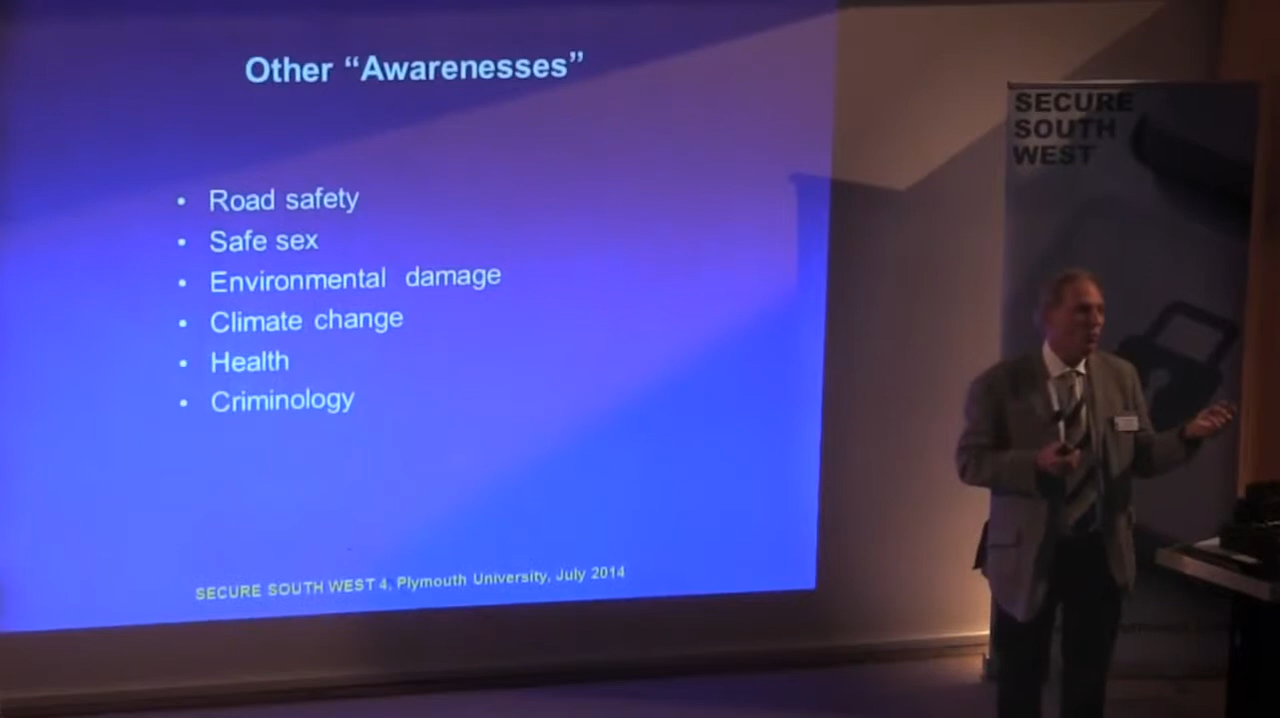 Other “Awarenesses”
• Road safety
• Safe sex
• Environmental damage
• Climate change
• Health
• Criminology
SECURE SOUTH WEST 4, Plymouth University, July 2014
SECURE
SOUTH
WEST